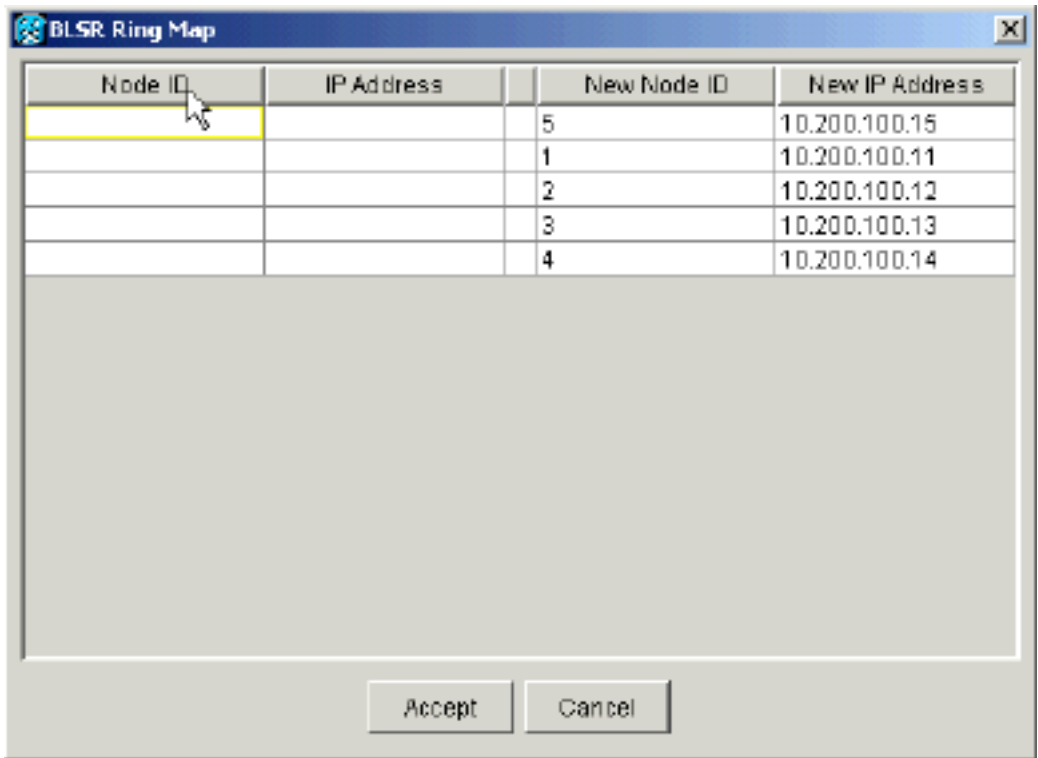 BLSR Ring Map
Node ID IP Address New Node ID New IP Address
5 10.200.100.15
1 10.200.100.11
2 10.200.100.12
3 10.200.100.13
4 10.200.100.14
Accept Cancel